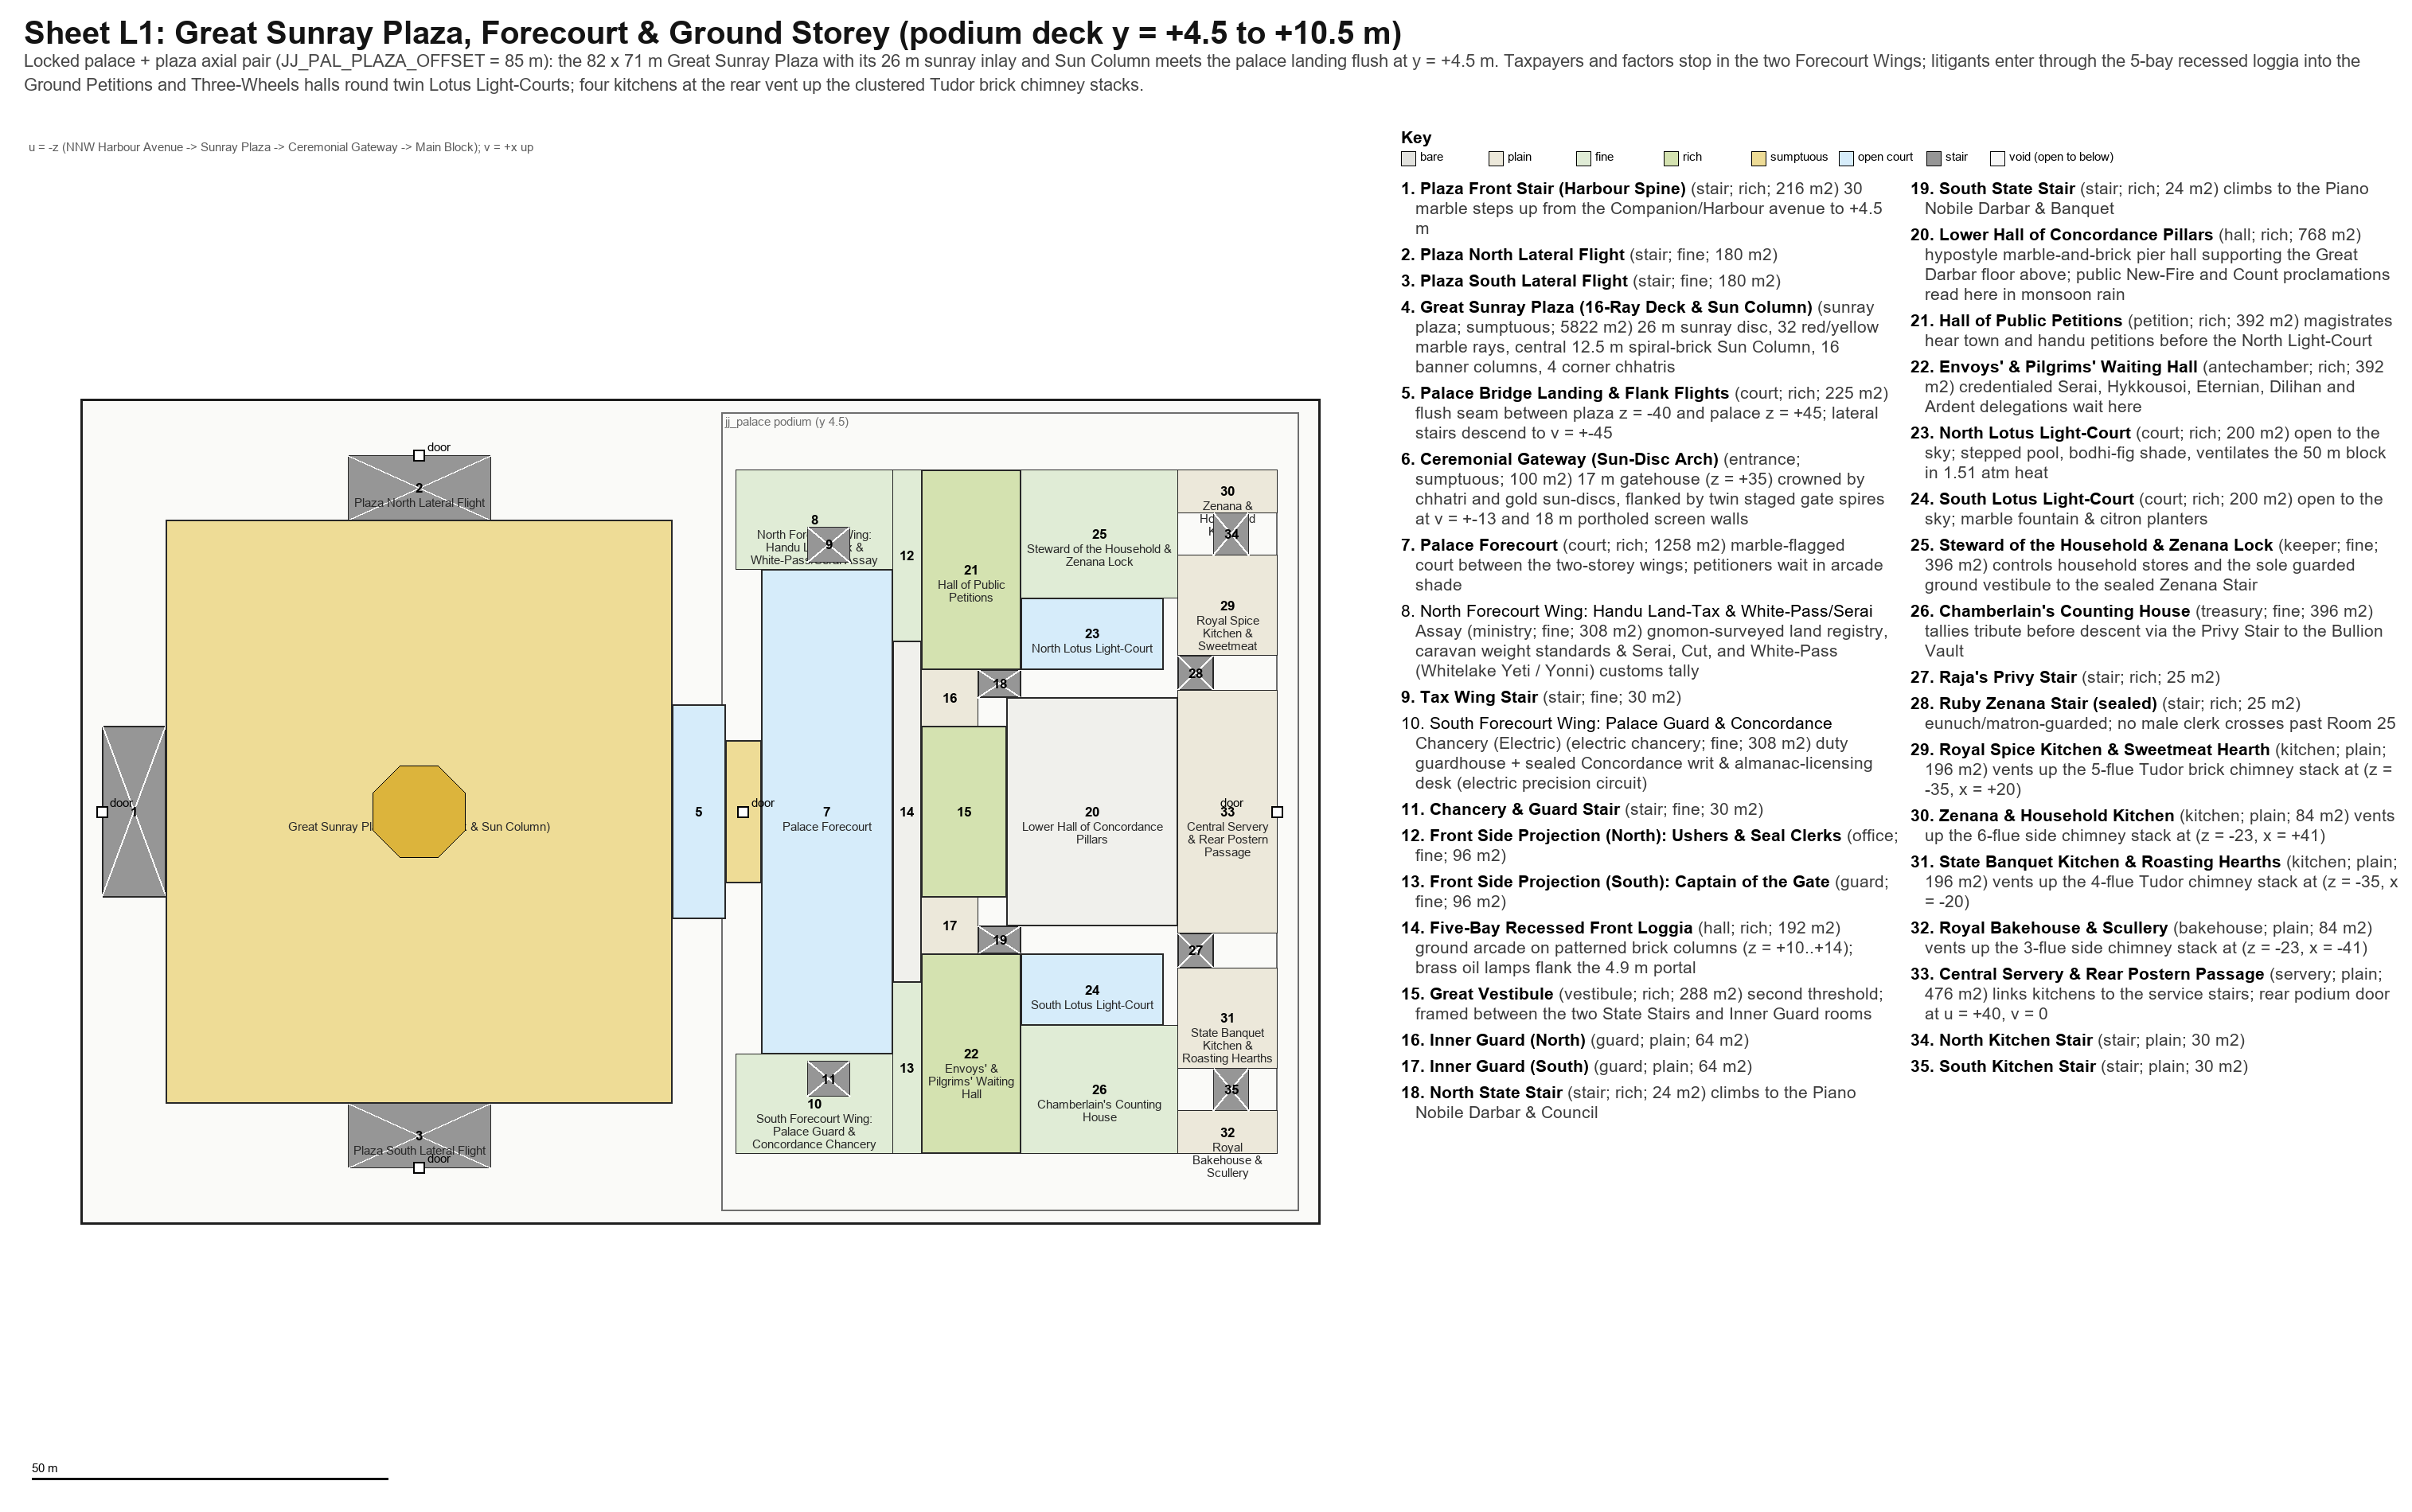 Sheet L1: Great Sunray Plaza, Forecourt & Ground Storey (podium deck y = +4.5 to +10.5 m)
Locked palace + plaza axial pair (JJ_PAL_PLAZA_OFFSET = 85 m): the 82 x 71 m Great Sunray Plaza with its 26 m sunray inlay and Sun Column meets the palace landing flush at y = +4.5 m. Taxpayers and factors stop in the two Forecourt Wings; litigants enter through the 5-bay recessed loggia into the
Ground Petitions and Three-Wheels halls round twin Lotus Light-Courts; four kitchens at the rear vent up the clustered Tudor brick chimney stacks.
u = -z (NNW Harbour Avenue -> Sunray Plaza -> Ceremonial Gateway -> Main Block); v = +x up
jj_palace podium (y 4.5)
door
2
Plaza North Lateral Flight
8
North For Wing:
Handu L &
White-Pass/Serai Assay
9
12
21
Hall of Public
Petitions
25
Steward of the Household &
Zenana Lock
30
Zenana &
34
23
North Lotus Light-Court
29
Royal Spice
Kitchen &
Sweetmeat
28
16
18
door
1
Great Sunray Pl & Sun Column)
5
door
7
Palace Forecourt
14
15
20
Lower Hall of Concordance
Pillars
door
33
Central Servery
& Rear Postern
Passage
17
19
27
24
South Lotus Light-Court
31
State Banquet
Kitchen &
Roasting Hearths
22
Envoys' &
Pilgrims' Waiting
Hall
13
11
10
South Forecourt Wing:
Palace Guard &
Concordance Chancery
26
Chamberlain's Counting
House
35
32
Royal
Bakehouse &
Scullery
3
Plaza South Lateral Flight
door
50 m
Key
bare
plain
fine
rich
sumptuous
open court
stair
void (open to below)
1. Plaza Front Stair (Harbour Spine) (stair; rich; 216 m2) 30
marble steps up from the Companion/Harbour avenue to +4.5
m
2. Plaza North Lateral Flight (stair; fine; 180 m2)
3. Plaza South Lateral Flight (stair; fine; 180 m2)
4. Great Sunray Plaza (16-Ray Deck & Sun Column) (sunray
plaza; sumptuous; 5822 m2) 26 m sunray disc, 32 red/yellow
marble rays, central 12.5 m spiral-brick Sun Column, 16
banner columns, 4 corner chhatris
5. Palace Bridge Landing & Flank Flights (court; rich; 225 m2)
flush seam between plaza z = -40 and palace z = +45; lateral
stairs descend to v = +-45
6. Ceremonial Gateway (Sun-Disc Arch) (entrance;
sumptuous; 100 m2) 17 m gatehouse (z = +35) crowned by
chhatri and gold sun-discs, flanked by twin staged gate spires
at v = +-13 and 18 m portholed screen walls
7. Palace Forecourt (court; rich; 1258 m2) marble-flagged
court between the two-storey wings; petitioners wait in arcade
shade
8. North Forecourt Wing: Handu Land-Tax & White-Pass/Serai
Assay (ministry; fine; 308 m2) gnomon-surveyed land registry,
caravan weight standards & Serai, Cut, and White-Pass
(Whitelake Yeti / Yonni) customs tally
9. Tax Wing Stair (stair; fine; 30 m2)
10. South Forecourt Wing: Palace Guard & Concordance
Chancery (Electric) (electric chancery; fine; 308 m2) duty
guardhouse + sealed Concordance writ & almanac-licensing
desk (electric precision circuit)
11. Chancery & Guard Stair (stair; fine; 30 m2)
12. Front Side Projection (North): Ushers & Seal Clerks (office;
fine; 96 m2)
13. Front Side Projection (South): Captain of the Gate (guard;
fine; 96 m2)
14. Five-Bay Recessed Front Loggia (hall; rich; 192 m2)
ground arcade on patterned brick columns (z = +10..+14);
brass oil lamps flank the 4.9 m portal
15. Great Vestibule (vestibule; rich; 288 m2) second threshold;
framed between the two State Stairs and Inner Guard rooms
16. Inner Guard (North) (guard; plain; 64 m2)
17. Inner Guard (South) (guard; plain; 64 m2)
18. North State Stair (stair; rich; 24 m2) climbs to the Piano
Nobile Darbar & Council
19. South State Stair (stair; rich; 24 m2) climbs to the Piano
Nobile Darbar & Banquet
20. Lower Hall of Concordance Pillars (hall; rich; 768 m2)
hypostyle marble-and-brick pier hall supporting the Great
Darbar floor above; public New-Fire and Count proclamations
read here in monsoon rain
21. Hall of Public Petitions (petition; rich; 392 m2) magistrates
hear town and handu petitions before the North Light-Court
22. Envoys' & Pilgrims' Waiting Hall (antechamber; rich; 392
m2) credentialed Serai, Hykkousoi, Eternian, Dilihan and
Ardent delegations wait here
23. North Lotus Light-Court (court; rich; 200 m2) open to the
sky; stepped pool, bodhi-fig shade, ventilates the 50 m block
in 1.51 atm heat
24. South Lotus Light-Court (court; rich; 200 m2) open to the
sky; marble fountain & citron planters
25. Steward of the Household & Zenana Lock (keeper; fine;
396 m2) controls household stores and the sole guarded
ground vestibule to the sealed Zenana Stair
26. Chamberlain's Counting House (treasury; fine; 396 m2)
tallies tribute before descent via the Privy Stair to the Bullion
Vault
27. Raja's Privy Stair (stair; rich; 25 m2)
28. Ruby Zenana Stair (sealed) (stair; rich; 25 m2)
eunuch/matron-guarded; no male clerk crosses past Room 25
29. Royal Spice Kitchen & Sweetmeat Hearth (kitchen; plain;
196 m2) vents up the 5-flue Tudor brick chimney stack at (z =
-35, x = +20)
30. Zenana & Household Kitchen (kitchen; plain; 84 m2) vents
up the 6-flue side chimney stack at (z = -23, x = +41)
31. State Banquet Kitchen & Roasting Hearths (kitchen; plain;
196 m2) vents up the 4-flue Tudor chimney stack at (z = -35, x
= -20)
32. Royal Bakehouse & Scullery (bakehouse; plain; 84 m2)
vents up the 3-flue side chimney stack at (z = -23, x = -41)
33. Central Servery & Rear Postern Passage (servery; plain;
476 m2) links kitchens to the service stairs; rear podium door
at u = +40, v = 0
34. North Kitchen Stair (stair; plain; 30 m2)
35. South Kitchen Stair (stair; plain; 30 m2)